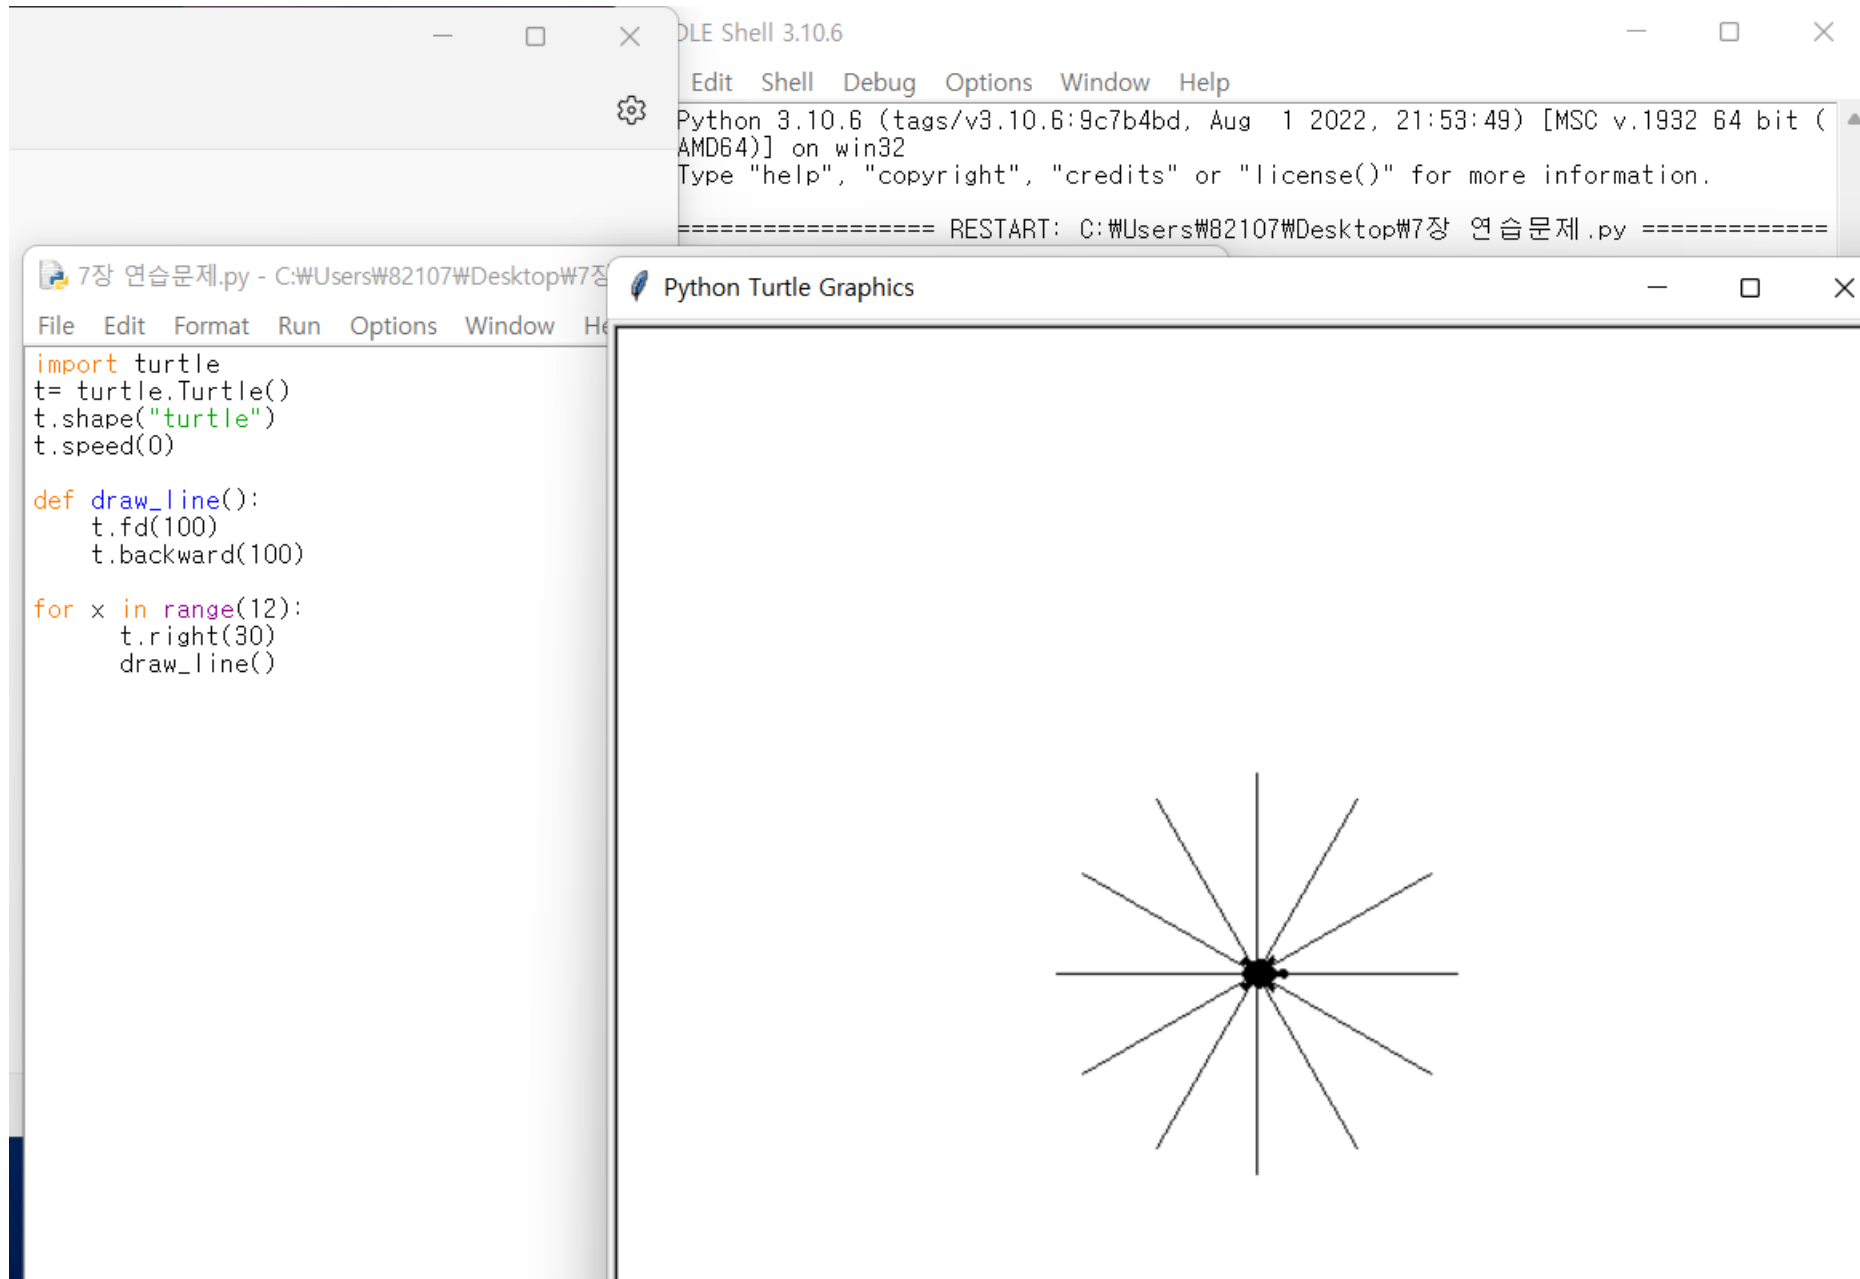 DLE Shell 3.10.6
Edit Shell Debug Options Window Help
Python 3.10.6 (tags/v3.10.6:9c7b4bd, Aug  1 2022, 21:53:49) [MSC v.1932 64 bit (
AMD64)] on win32
Type "help", "copyright", "credits" or "license()" for more information.
================== RESTART: C:₩Users₩82107₩Desktop₩7장 연습문제.py =============
7장 연습문제.py - C:₩Users₩82107₩Desktop₩7장
File Edit Format Run Options Window He
import turtle
t= turtle.Turtle()
t.shape("turtle")
t.speed(0)
def draw_line():
    t.fd(100)
    t.backward(100)
for x in range(12):
      t.right(30)
      draw_line()
Python Turtle Graphics